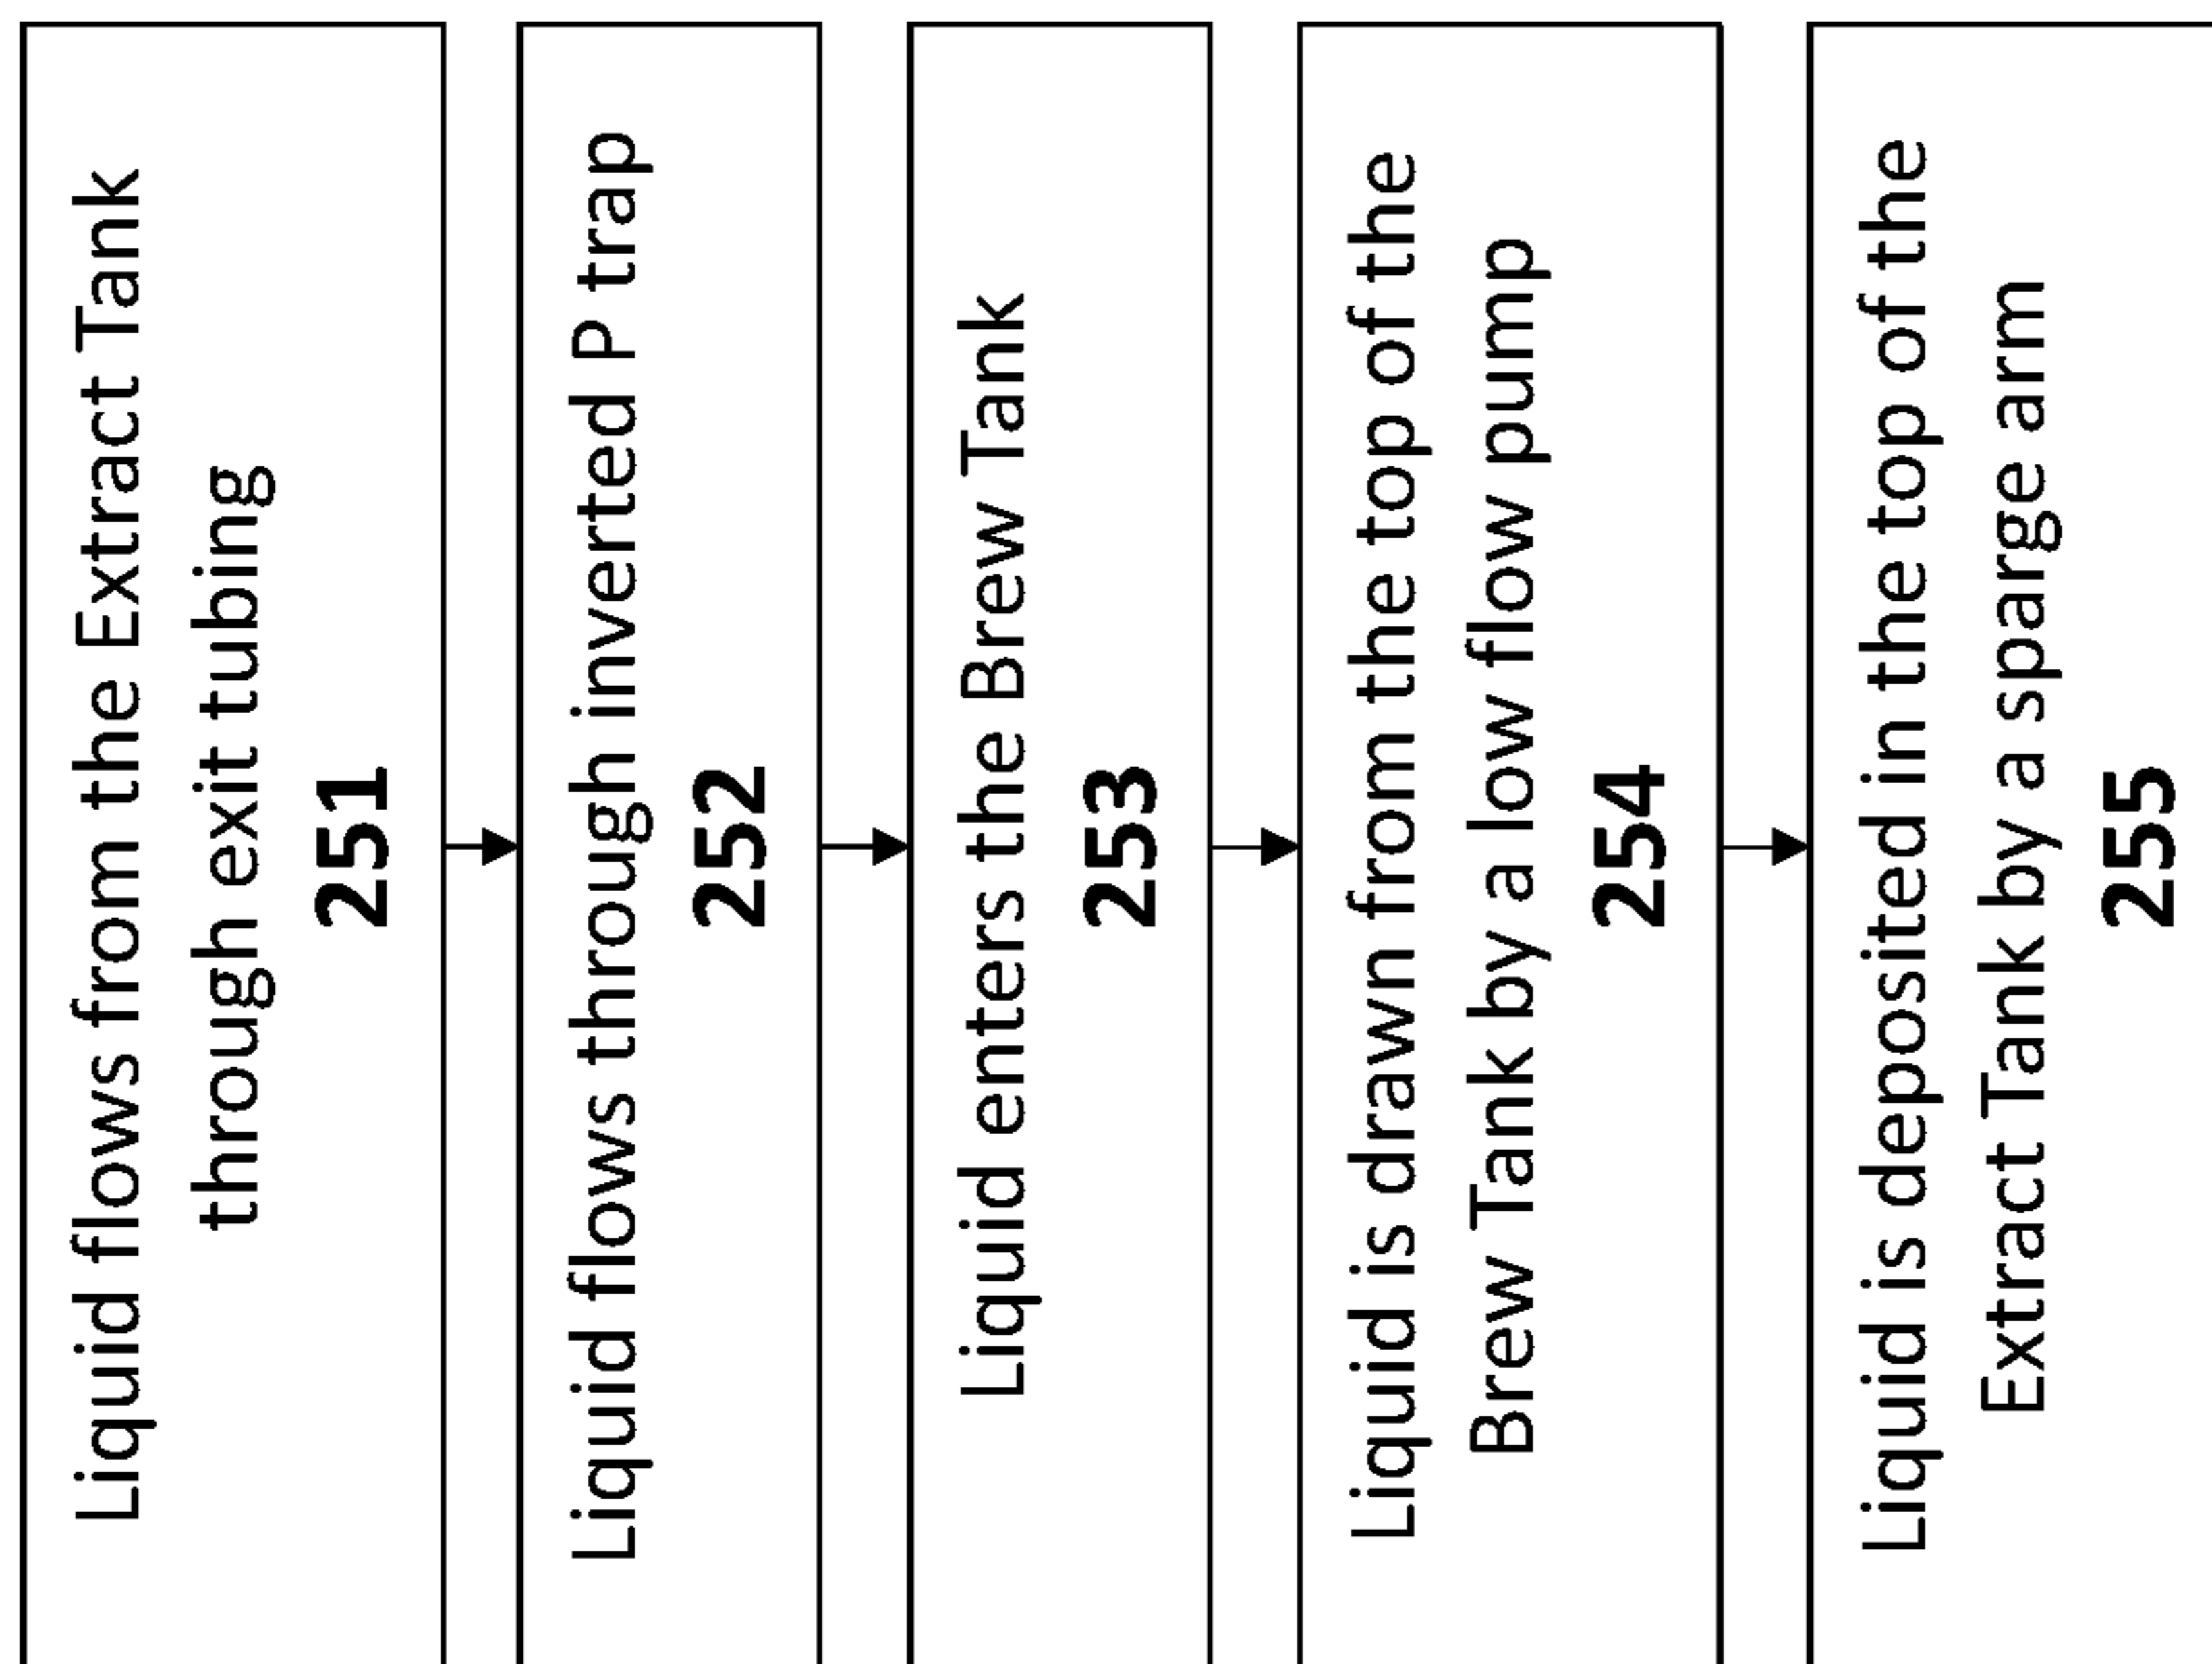 Liquid flows from the Extract Tank
through exit tubing
251
Liquid flows through inverted P trap
252
Liquid enters the Brew Tank
253
Liquid is drawn from the top of the
Brew Tank by a low flow pump
254
Liquid is deposited in the top of the
Extract Tank by a sparge arm
255